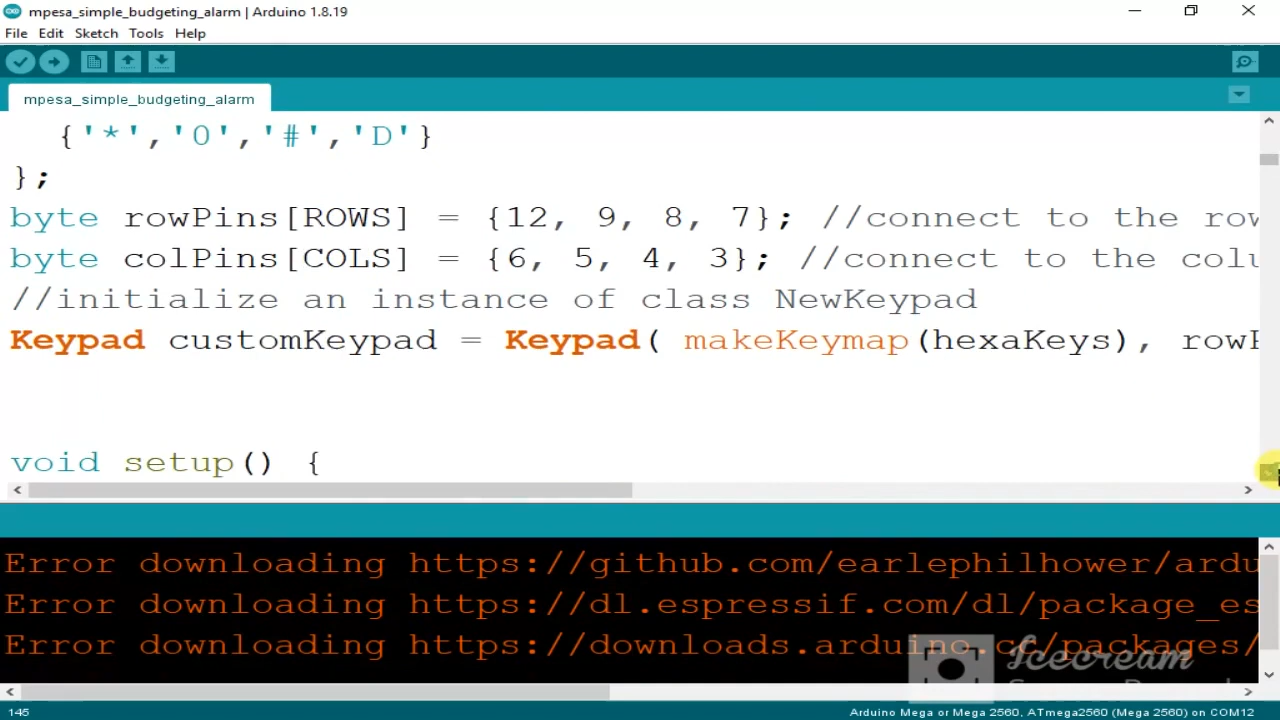 mpesa_simple_budgeting_alarm | Arduino 1.8.19
File Edit Sketch Tools Help
mpesa_simple_budgeting_alarm
{'*','0','#','D'}
};
byte rowPins[ROWS] = {12, 9, 8, 7}; //connect to the row
byte colPins[COLS] = {6, 5, 4, 3}; //connect to the colu
//initialize an instance of class NewKeypad
Keypad customKeypad = Keypad( makeKeymap(hexaKeys), rowP
void setup() {
Error downloading https://github.com/earlephilhower/ardu
Error downloading https://dl.espressif.com/dl/package_es
Error downloading https://downloads.arduino.cc/packages/
Icecream
145
Arduino Mega or Mega 2560, ATmega2560 (Mega 2560) on COM12